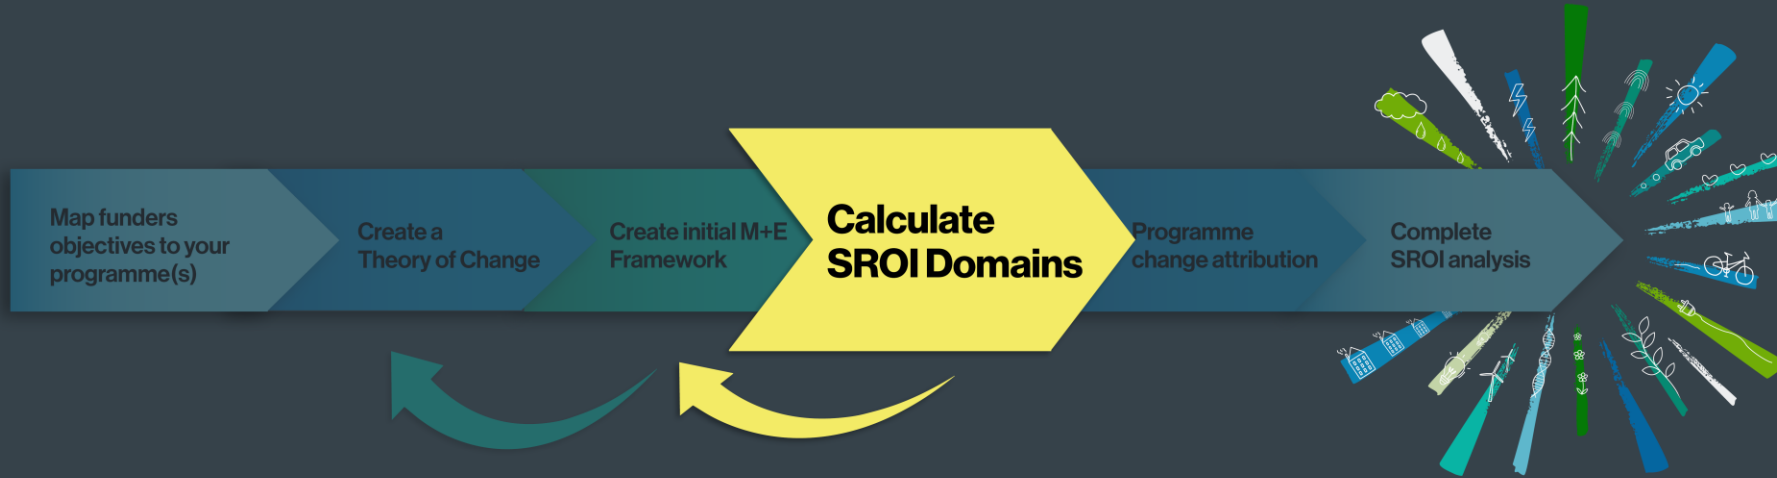 Map funders
objectives to your
programme(s)
Create a
Theory of Change
Create initial M+E
Framework
Calculate
SROI Domains
Programme
change attribution
Complete
SROI analysis